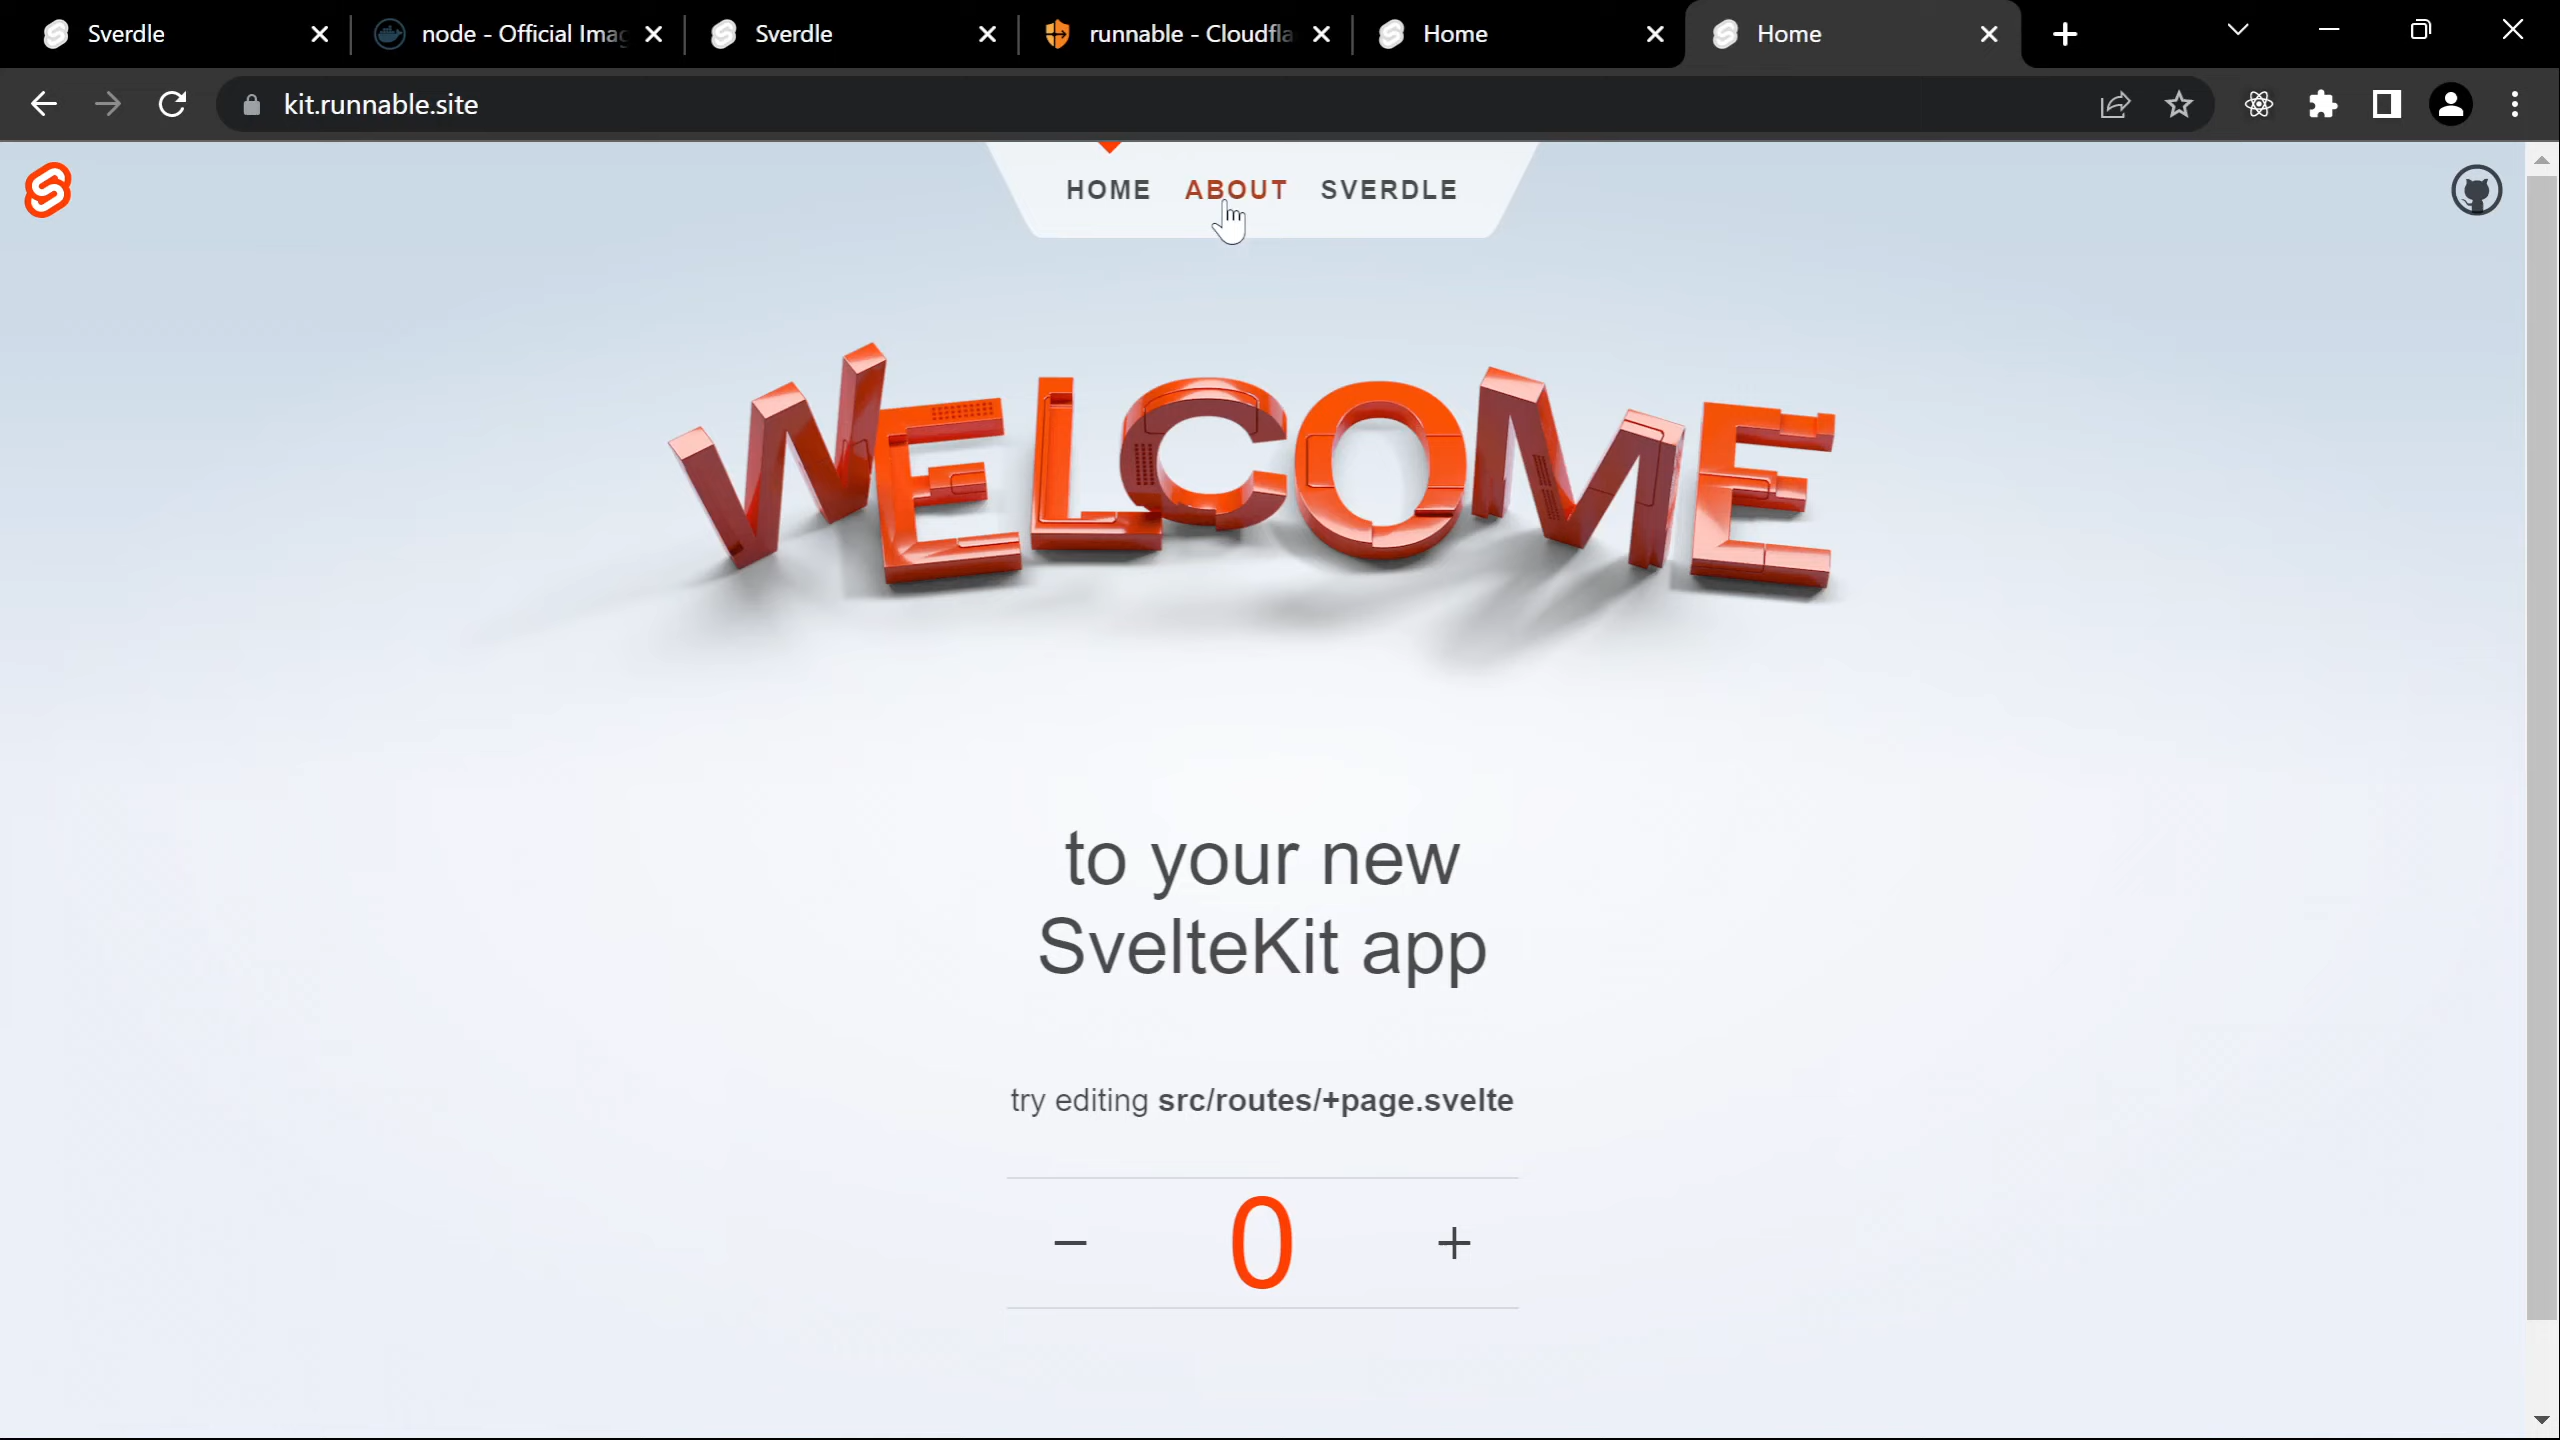 Sverdle
node - Official Imag
Sverdle
runnable - Cloudfla
Home
Home
kit.runnable.site
HOME ABOUT SVERDLE
WELCOME
to your new
SvelteKit app
try editing src/routes/+page.svelte
− 0 +